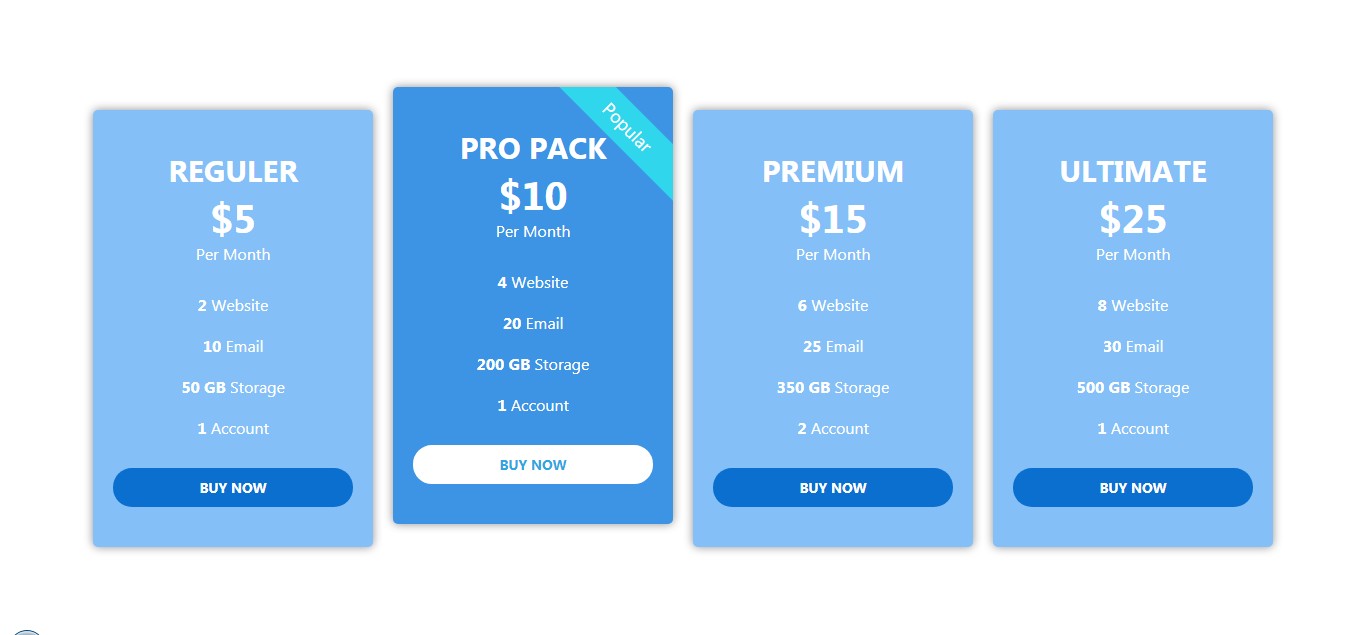 REGULER
$5
Per Month
2 Website
10 Email
50 GB Storage
1 Account
BUY NOW
Popular
PRO PACK
$10
Per Month
4 Website
20 Email
200 GB Storage
1 Account
BUY NOW
PREMIUM
$15
Per Month
6 Website
25 Email
350 GB Storage
2 Account
BUY NOW
ULTIMATE
$25
Per Month
8 Website
30 Email
500 GB Storage
1 Account
BUY NOW